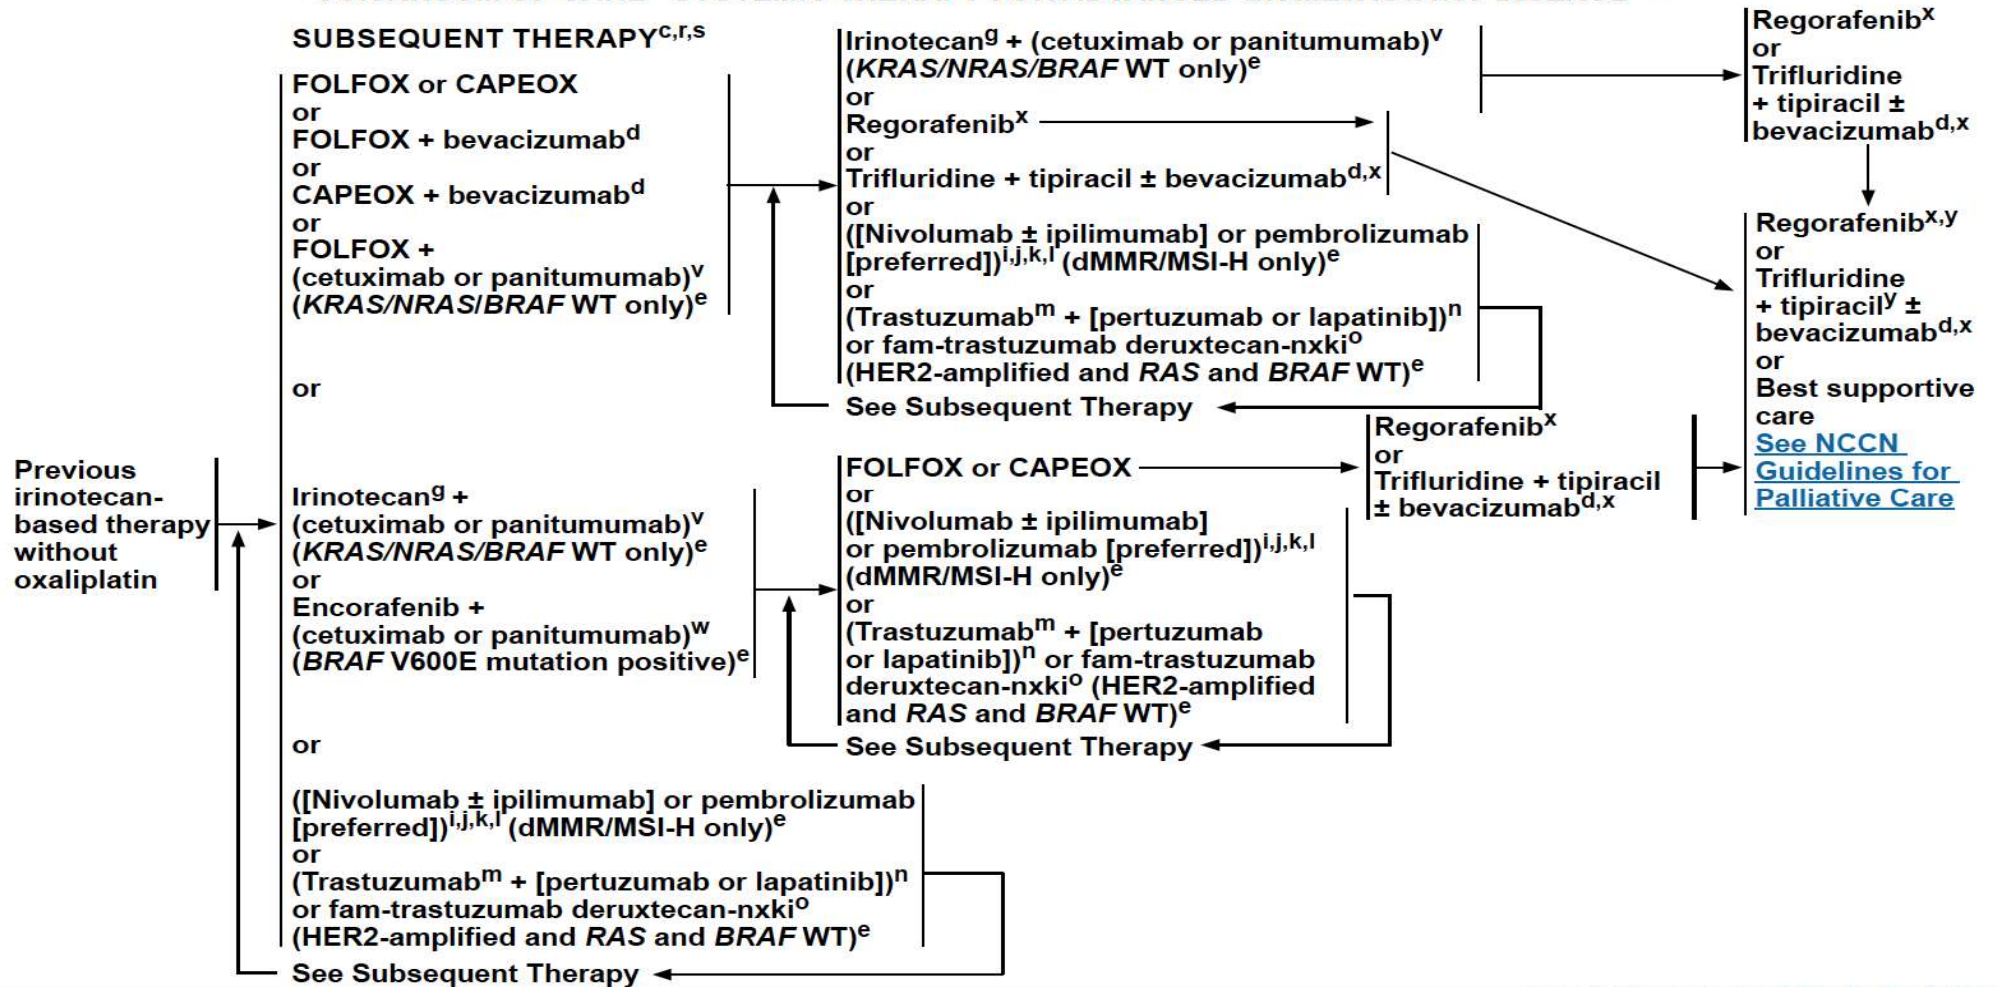 SUBSEQUENT THERAPYc,r,s
FOLFOX or CAPEOX
or
FOLFOX + bevacizumabd
or
CAPEOX + bevacizumabd
or
FOLFOX +
(cetuximab or panitumumab)v
(KRAS/NRAS/BRAF WT only)e
or
Previous
irinotecan-
based therapy
without
oxaliplatin
Irinotecang +
(cetuximab or panitumumab)v
(KRAS/NRAS/BRAF WT only)e
or
Encorafenib +
(cetuximab or panitumumab)w
(BRAF V600E mutation positive)e
or
([Nivolumab ± ipilimumab] or pembrolizumab
[preferred])i,j,k,l (dMMR/MSI-H only)e
or
(Trastuzumabm + [pertuzumab or lapatinib])n
or fam-trastuzumab deruxtecan-nxkio
(HER2-amplified and RAS and BRAF WT)e
See Subsequent Therapy
Irinotecang + (cetuximab or panitumumab)v
(KRAS/NRAS/BRAF WT only)e
or
Regorafenibx
or
Trifluridine + tipiracil ± bevacizumabd,x
or
([Nivolumab ± ipilimumab] or pembrolizumab
[preferred])i,j,k,l (dMMR/MSI-H only)e
or
(Trastuzumabm + [pertuzumab or lapatinib])n
or fam-trastuzumab deruxtecan-nxkio
(HER2-amplified and RAS and BRAF WT)e
See Subsequent Therapy
FOLFOX or CAPEOX
or
([Nivolumab ± ipilimumab]
or pembrolizumab [preferred])i,j,k,l
(dMMR/MSI-H only)e
or
(Trastuzumabm + [pertuzumab
or lapatinib])n or fam-trastuzumab
deruxtecan-nxkio (HER2-amplified
and RAS and BRAF WT)e
See Subsequent Therapy
Regorafenibx
or
Trifluridine + tipiracil
± bevacizumabd,x
Regorafenibx
or
Trifluridine
+ tipiracil ±
bevacizumabd,x
Regorafenibx,y
or
Trifluridine
+ tipiracily ±
bevacizumabd,x
or
Best supportive
care
See NCCN
Guidelines for
Palliative Care